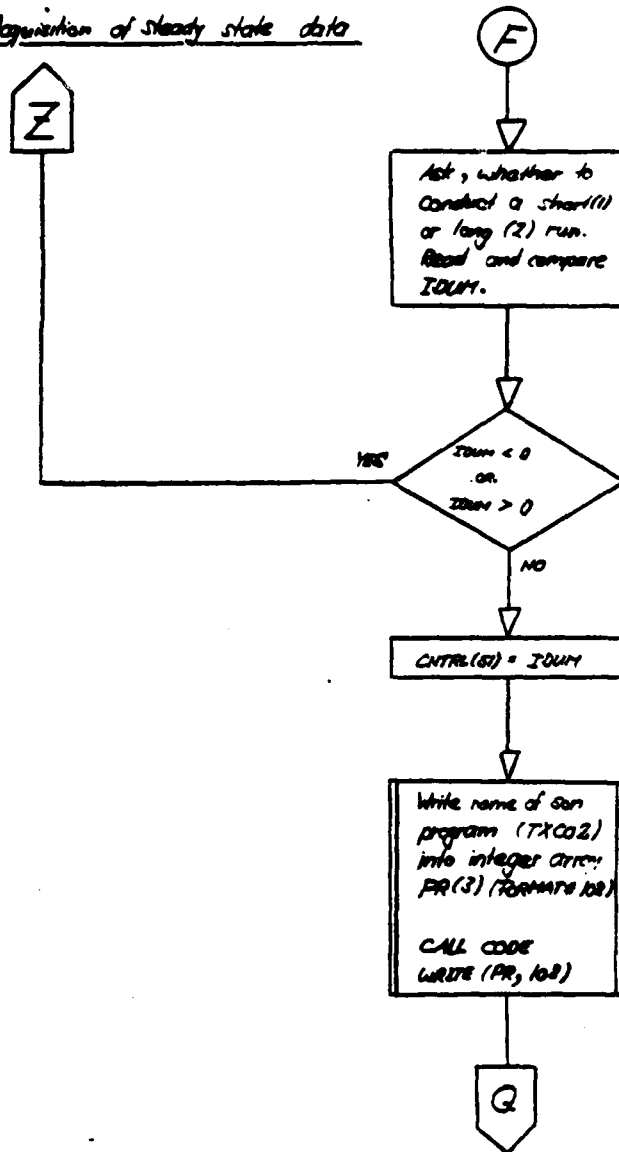 Acquisition of steady state data
F
Z
Ask, whether to
conduct a short(1)
or long (2) run.
Read and compare
IDUM.
YES
IDUM < 0
OR
IDUM > 0
NO
CNTRL(51) = IDUM
Write name of son
program (TXCO2)
into integer array
PR(3) (FORMAT# 108)
CALL CODE
WRITE (PR, 108)
Q